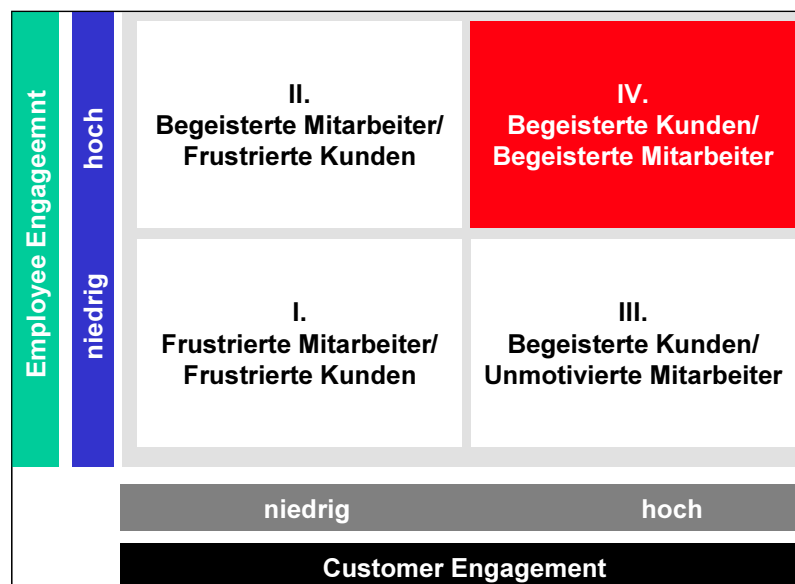 Employee Engageemnt
hoch
niedrig
II.
Begeisterte Mitarbeiter/
Frustrierte Kunden
IV.
Begeisterte Kunden/
Begeisterte Mitarbeiter
I.
Frustrierte Mitarbeiter/
Frustrierte Kunden
III.
Begeisterte Kunden/
Unmotivierte Mitarbeiter
niedrig
hoch
Customer Engagement